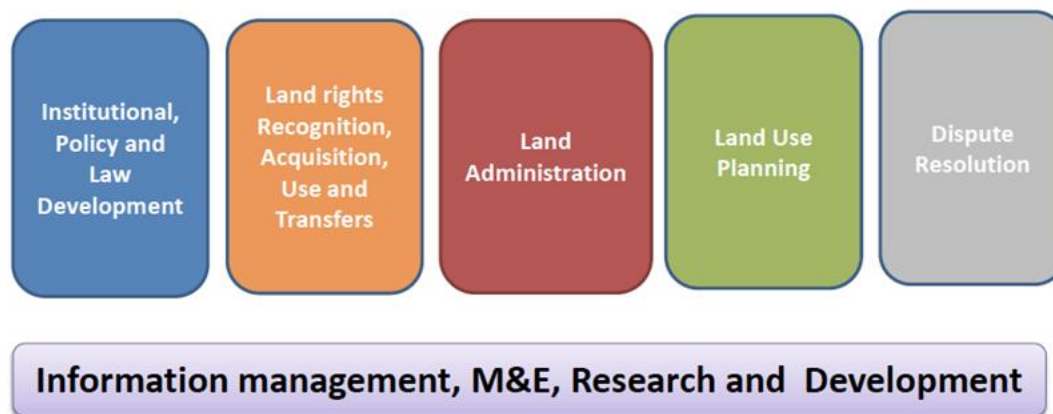 Institutional,
Policy and
Law
Development
Land rights
Recognition,
Acquisition,
Use and
Transfers
Land
Administration
Land Use
Planning
Dispute
Resolution
Information management, M&E, Research and Development